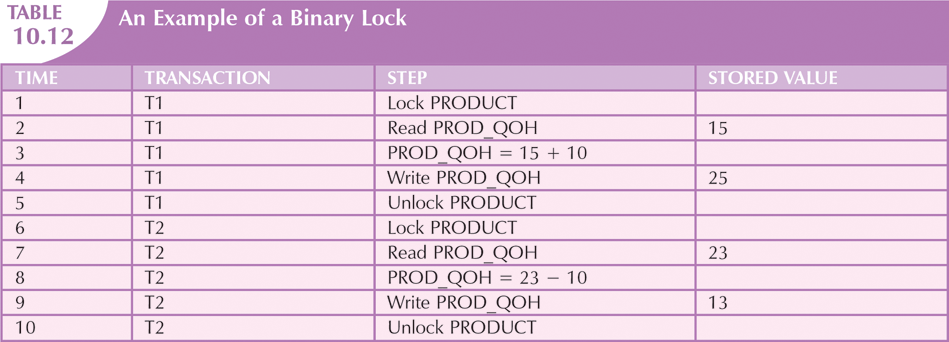 TABLE 10.12 An Example of a Binary Lock
TIME TRANSACTION STEP STORED VALUE
1 T1 Lock PRODUCT
2 T1 Read PROD_QOH 15
3 T1 PROD_QOH = 15 + 10
4 T1 Write PROD_QOH 25
5 T1 Unlock PRODUCT
6 T2 Lock PRODUCT
7 T2 Read PROD_QOH 23
8 T2 PROD_QOH = 23 − 10
9 T2 Write PROD_QOH 13
10 T2 Unlock PRODUCT